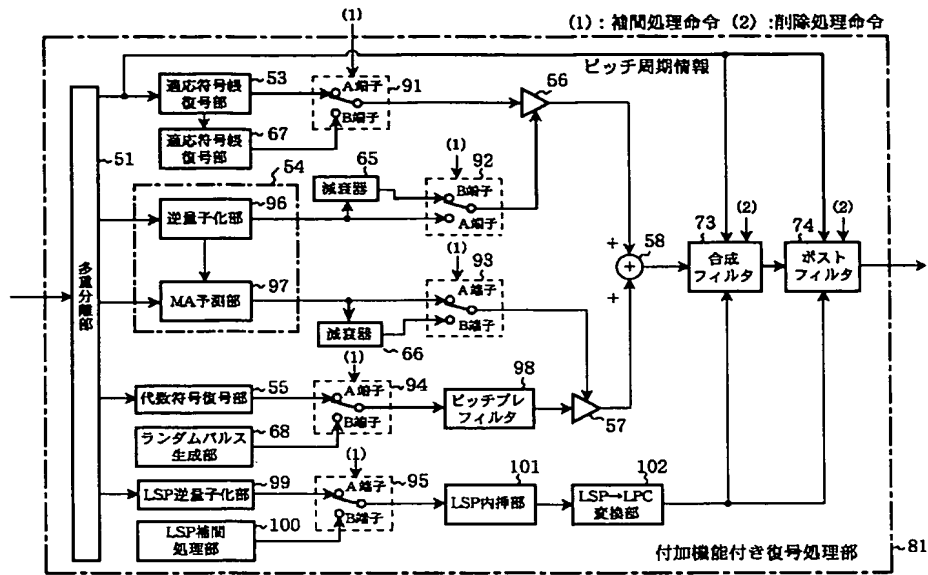 (1):補間処理命令 (2):削除処理命令
(1)
ピッチ周期情報
適応符号帳
復号部
53
A端子
B端子
91
56
適応符号帳
復号部
67
51
54
65
減衰器
(1)
92
B端子
A端子
逆量子化部
96
73
(2)
74
(2)
+
58
+
+
合成
フィルタ
ポスト
フィルタ
多重分離部
(1)
93
MA予測部
97
A端子
B端子
減衰器
66
(1)
代数符号復号部
55
A端子
B端子
94
98
ピッチプレ
フィルタ
57
ランダムパルス
生成部
68
(1)
LSP逆量子化部
99
A端子
B端子
95
101
LSP内挿部
102
LSP→LPC
変換部
LSP補間
処理部
100
付加機能付き復号処理部
81